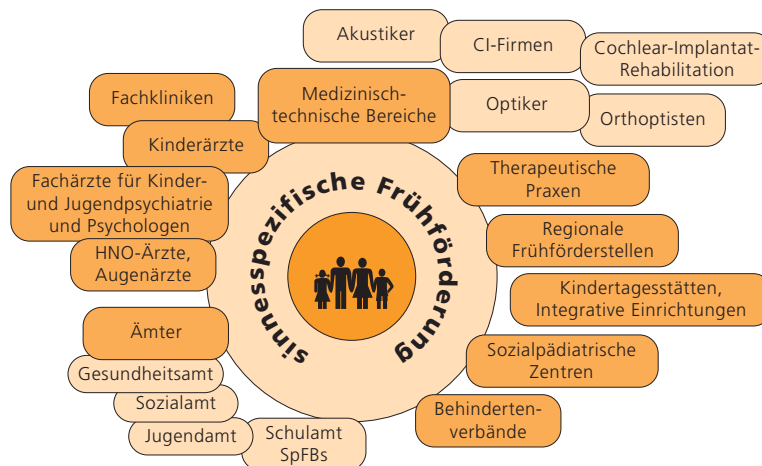 Akustiker
CI-Firmen
Cochlear-Implantat-
Rehabilitation
Fachkliniken
Medizinisch-
technische Bereiche
Optiker
Orthoptisten
Kinderärzte
Fachärzte für Kinder-
und Jugendpsychiatrie
und Psychologen
HNO-Ärzte,
Augenärzte
sinnesspezifische Frühförderung
Therapeutische
Praxen
Regionale
Frühförderstellen
Kindertagesstätten,
Integrative Einrichtungen
Sozialpädiatrische
Zentren
Behinderten-
verbände
Ämter
Gesundheitsamt
Sozialamt
Jugendamt
Schulamt
SpFBs